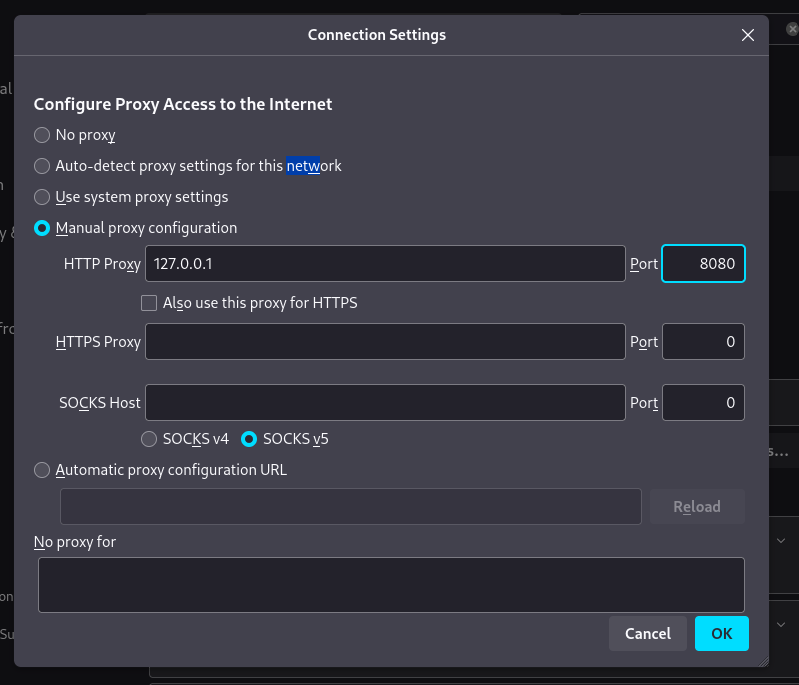 Connection Settings
Configure Proxy Access to the Internet
No proxy
Auto-detect proxy settings for this network
Use system proxy settings
Manual proxy configuration
HTTP Proxy 127.0.0.1 Port 8080
Also use this proxy for HTTPS
HTTPS Proxy Port 0
SOCKS Host Port 0
SOCKS v4 SOCKS v5
Automatic proxy configuration URL
Reload
No proxy for
Cancel OK